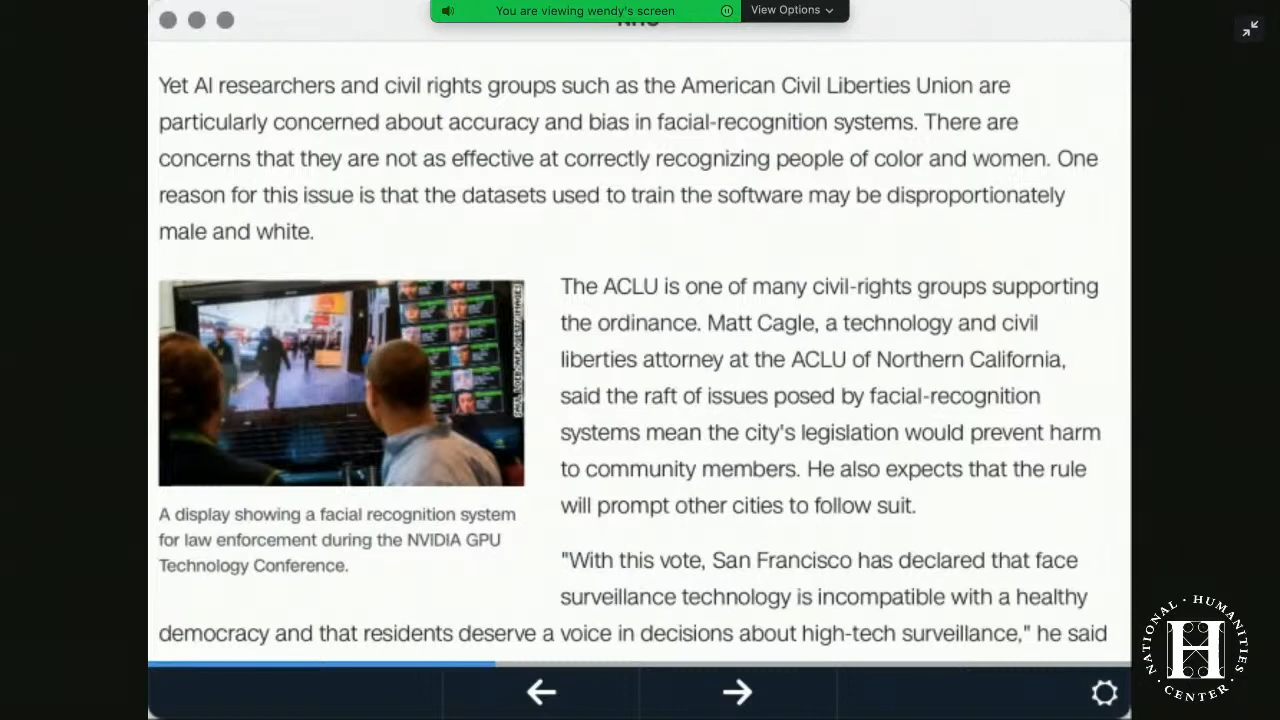 You are viewing wendy's screen
View Options
Yet AI researchers and civil rights groups such as the American Civil Liberties Union are
particularly concerned about accuracy and bias in facial-recognition systems. There are
concerns that they are not as effective at correctly recognizing people of color and women. One
reason for this issue is that the datasets used to train the software may be disproportionately
male and white.
The ACLU is one of many civil-rights groups supporting
the ordinance. Matt Cagle, a technology and civil
liberties attorney at the ACLU of Northern California,
said the raft of issues posed by facial-recognition
systems mean the city's legislation would prevent harm
to community members. He also expects that the rule
will prompt other cities to follow suit.
A display showing a facial recognition system
for law enforcement during the NVIDIA GPU
Technology Conference.
"With this vote, San Francisco has declared that face
surveillance technology is incompatible with a healthy
democracy and that residents deserve a voice in decisions about high-tech surveillance," he said
NATIONAL · HUMANITIES · CENTER ·
H